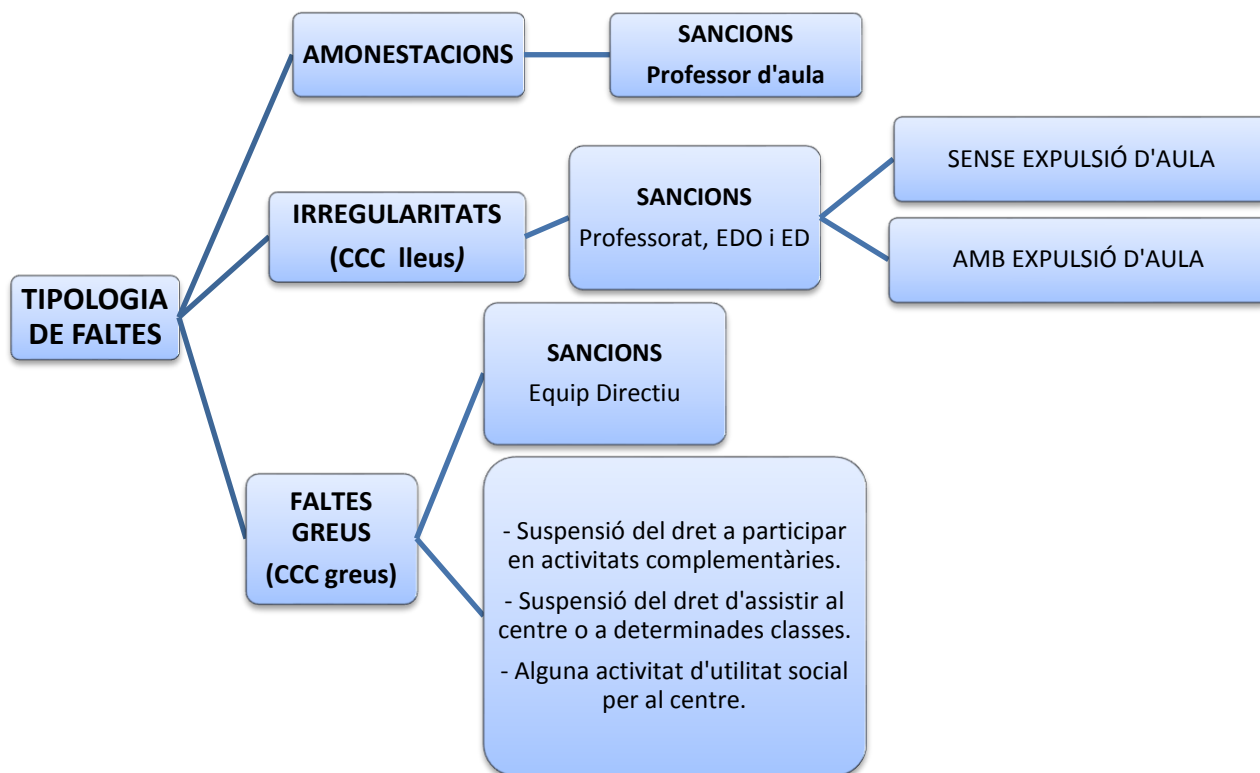 TIPOLOGIA
DE FALTES
AMONESTACIONS
SANCIONS
Professor d'aula
IRREGULARITATS
(CCC  lleus)
SANCIONS
Professorat, EDO i ED
SENSE EXPULSIÓ D'AULA
AMB EXPULSIÓ D'AULA
FALTES
GREUS
(CCC greus)
SANCIONS
Equip Directiu
- Suspensió del dret a participar
en activitats complementàries.
- Suspensió del dret d'assistir al
centre o a determinades classes.
- Alguna activitat d'utilitat social
per al centre.